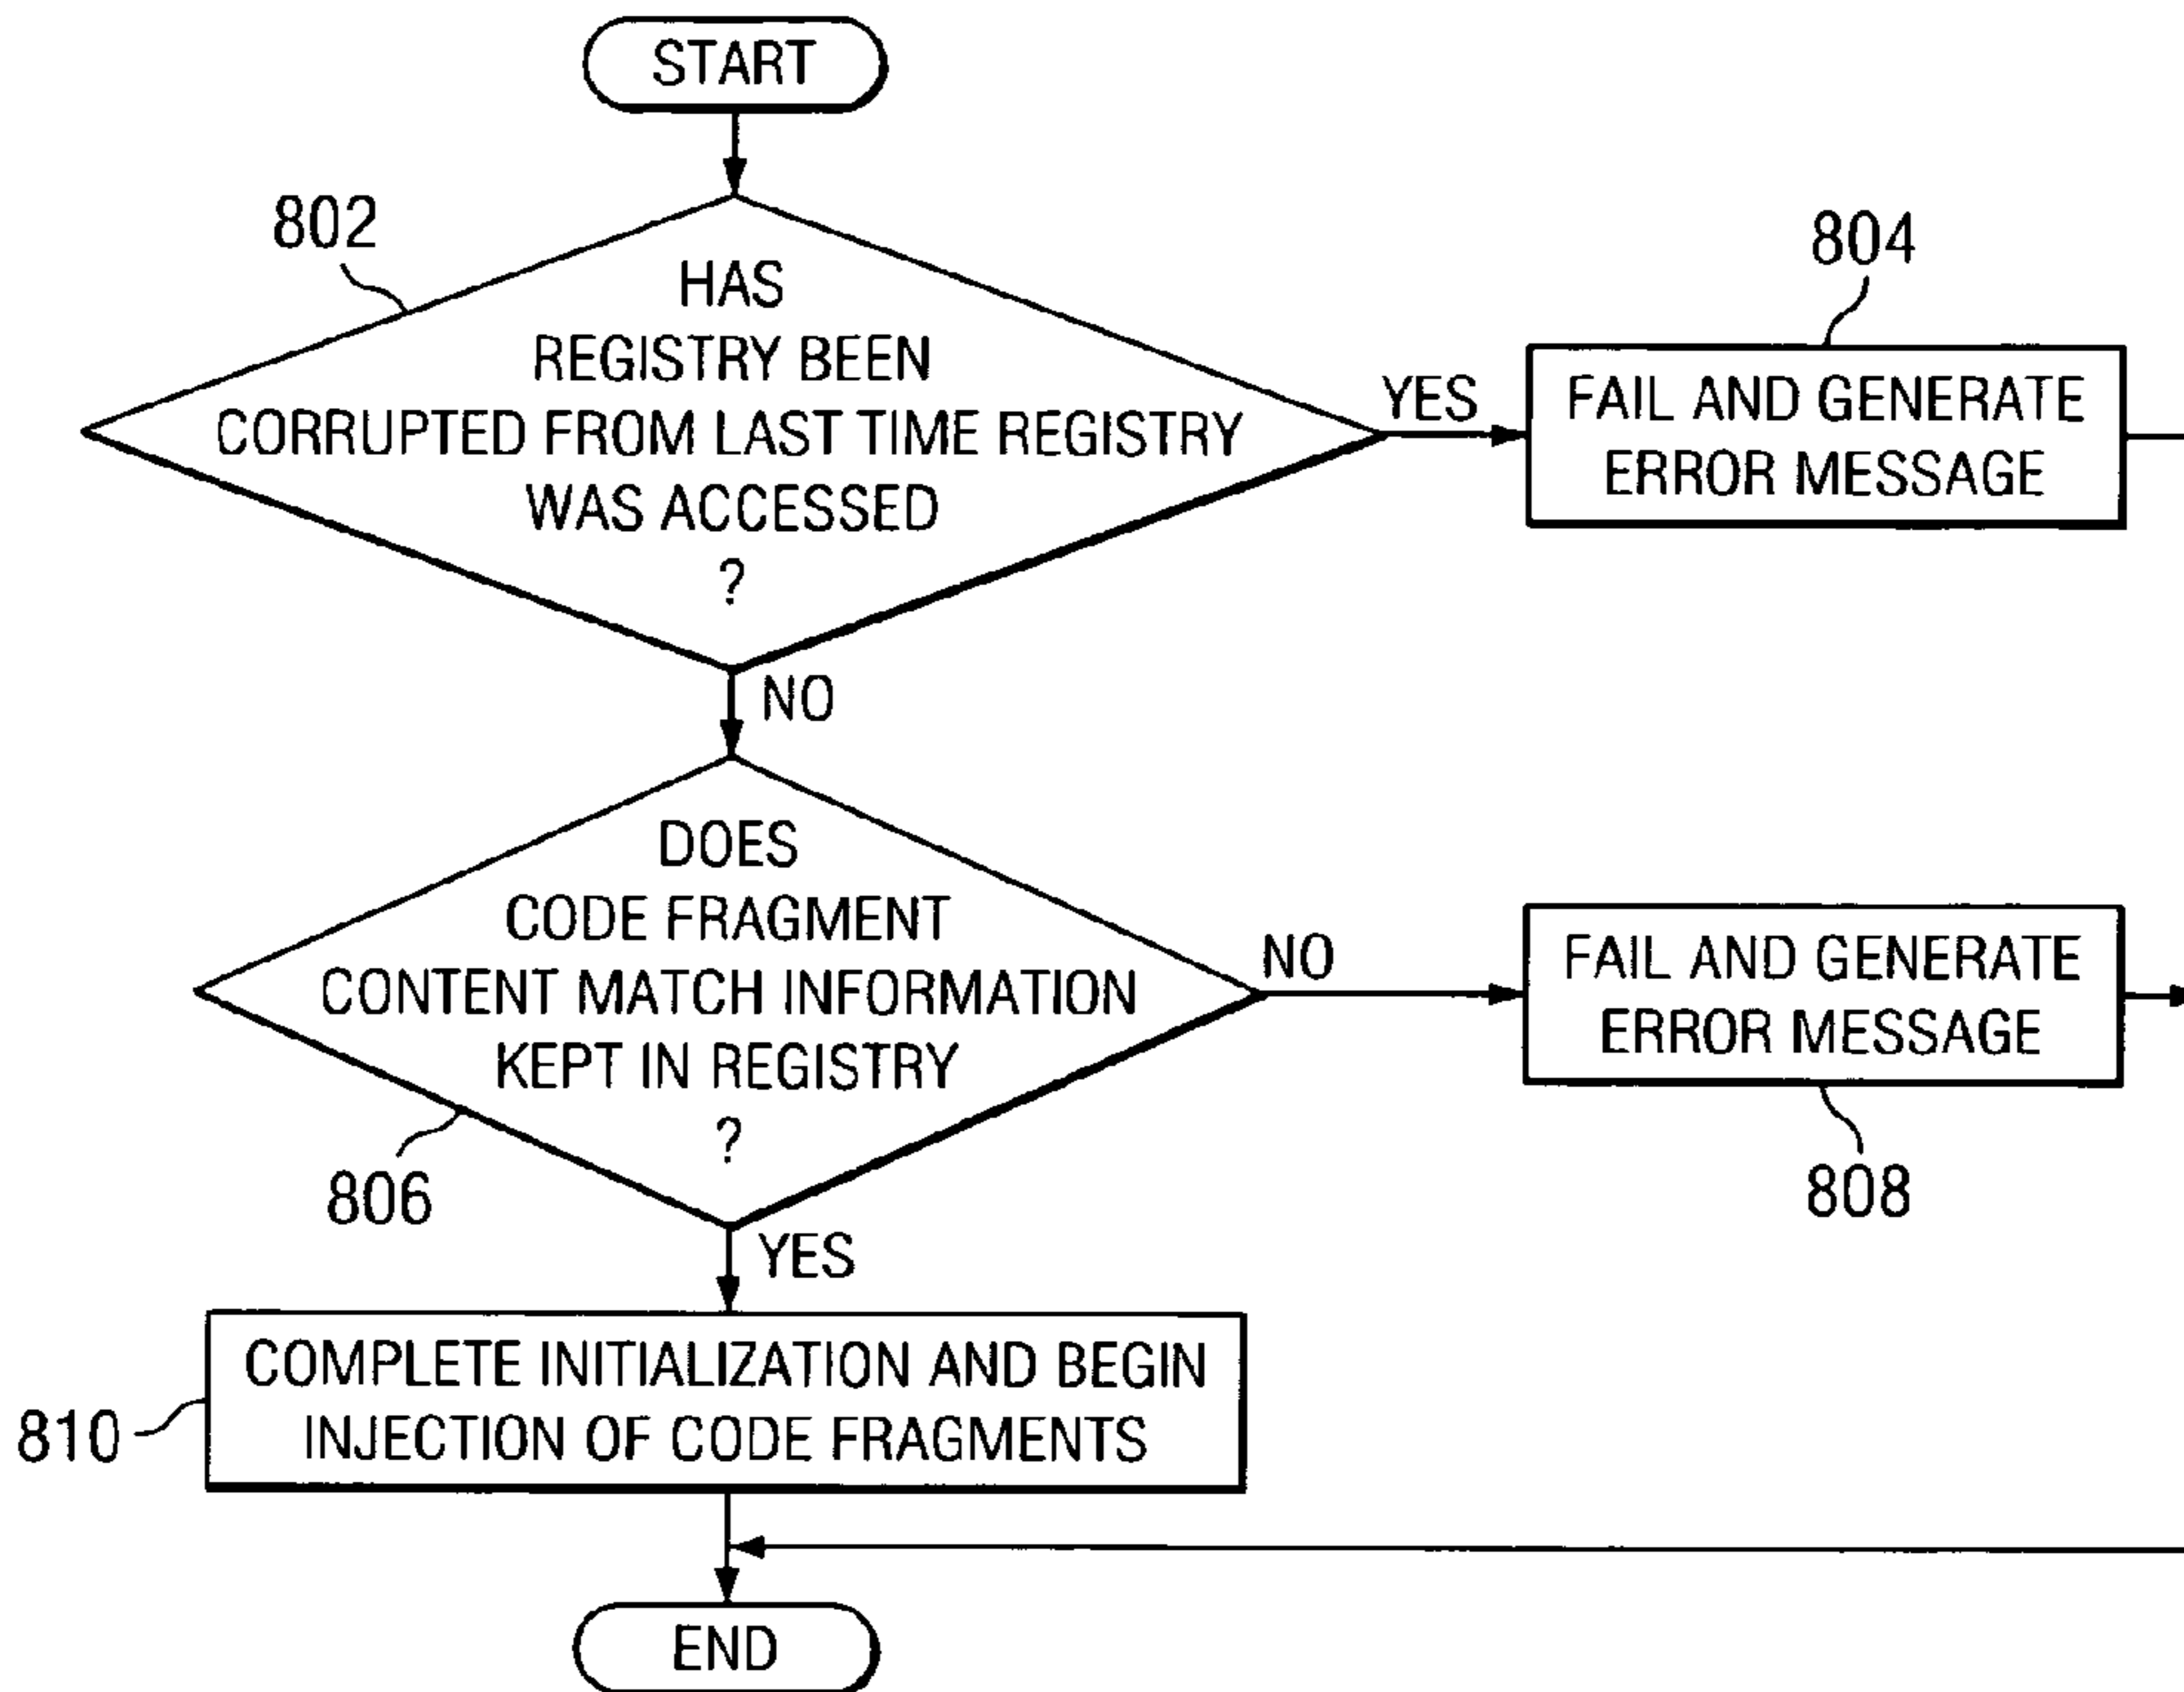 START
802
HAS
REGISTRY BEEN
CORRUPTED FROM LAST TIME REGISTRY
WAS ACCESSED
?
YES
804
FAIL AND GENERATE
ERROR MESSAGE
NO
DOES
CODE FRAGMENT
CONTENT MATCH INFORMATION
KEPT IN REGISTRY
?
806
NO
FAIL AND GENERATE
ERROR MESSAGE
808
YES
COMPLETE INITIALIZATION AND BEGIN
INJECTION OF CODE FRAGMENTS
810
END